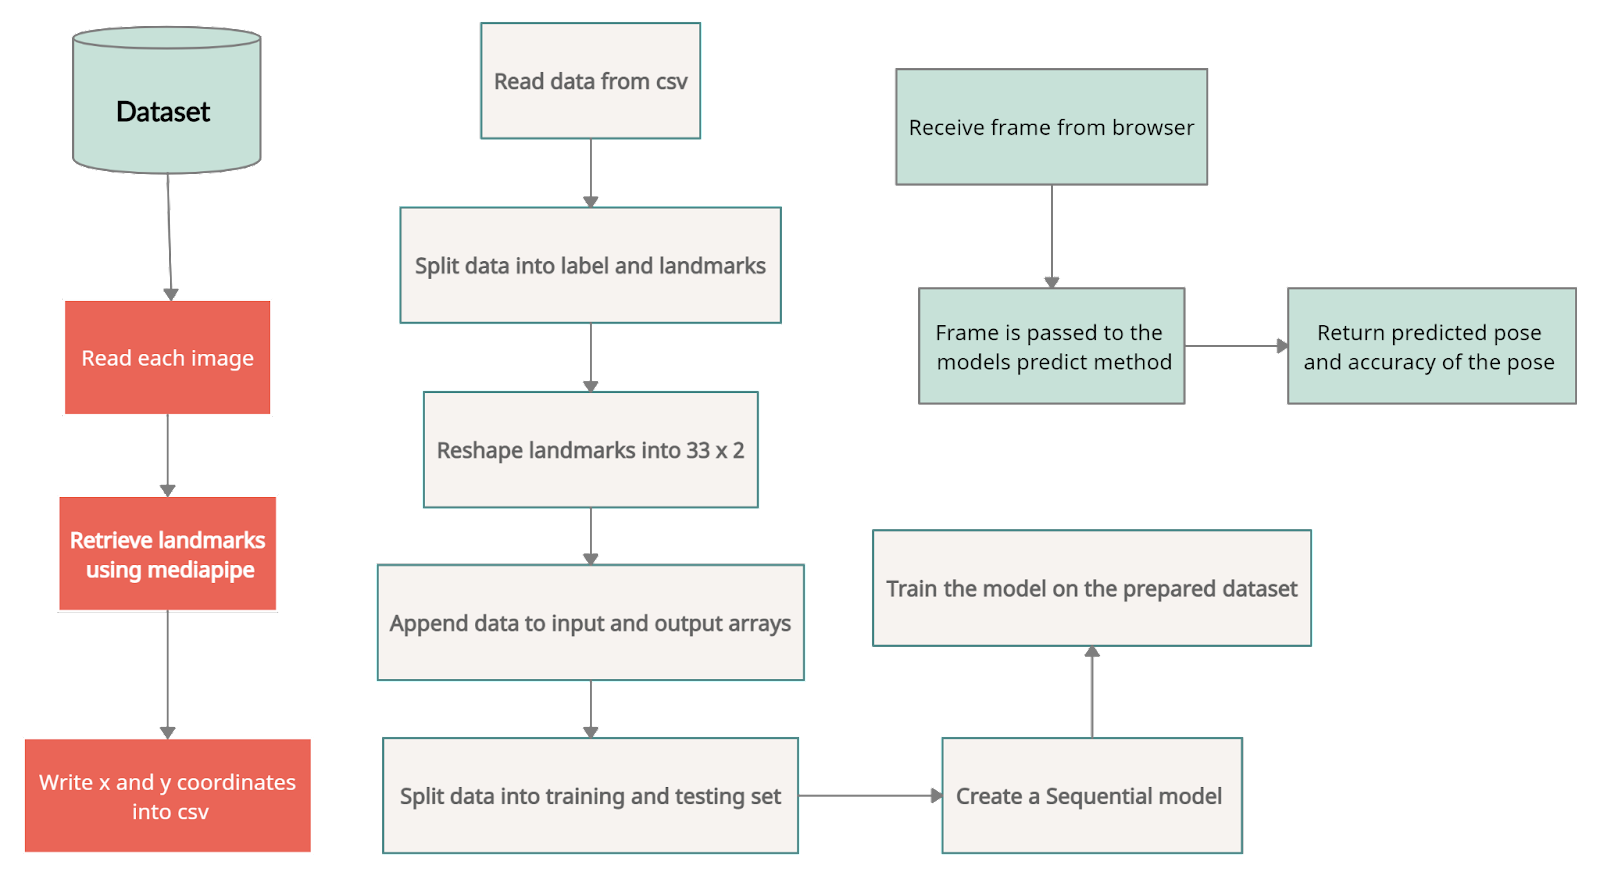 Dataset
Read each image
Retrieve landmarks
using mediapipe
Write x and y coordinates
into csv
Read data from csv
Split data into label and landmarks
Reshape landmarks into 33 x 2
Append data to input and output arrays
Split data into training and testing set
Create a Sequential model
Train the model on the prepared dataset
Receive frame from browser
Frame is passed to the
models predict method
Return predicted pose
and accuracy of the pose